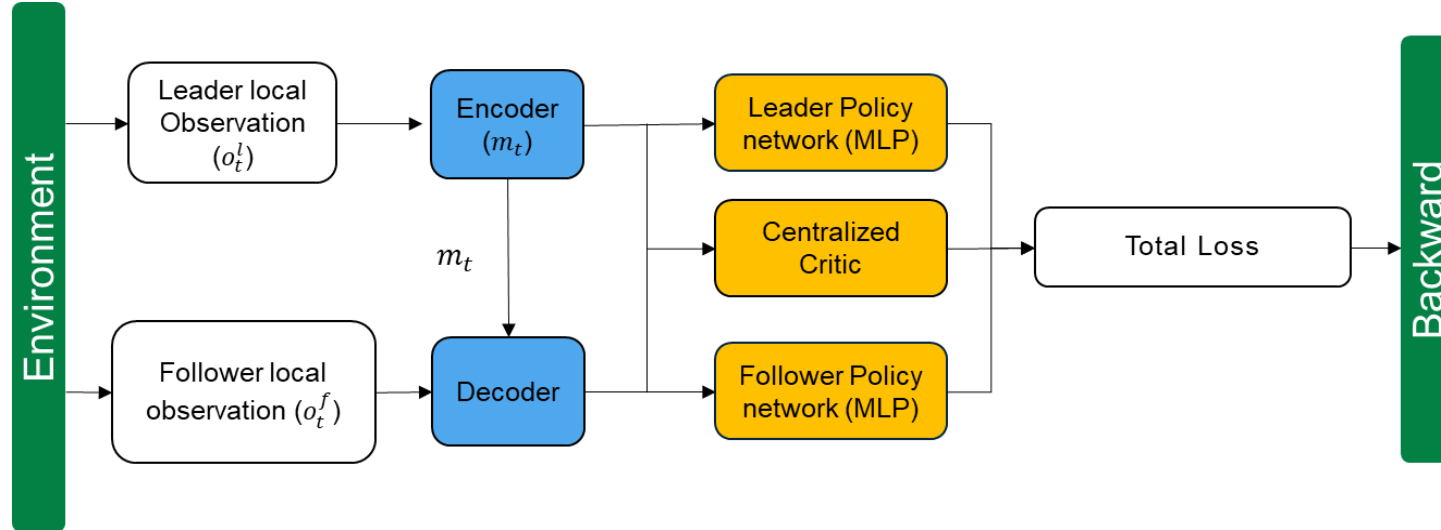 Environment
Leader local
Observation
(o_t^l)
Encoder
(m_t)
Leader Policy
network (MLP)
m_t
Centralized
Critic
Total Loss
Backward
Follower local
observation (o_t^f)
Decoder
Follower Policy
network (MLP)